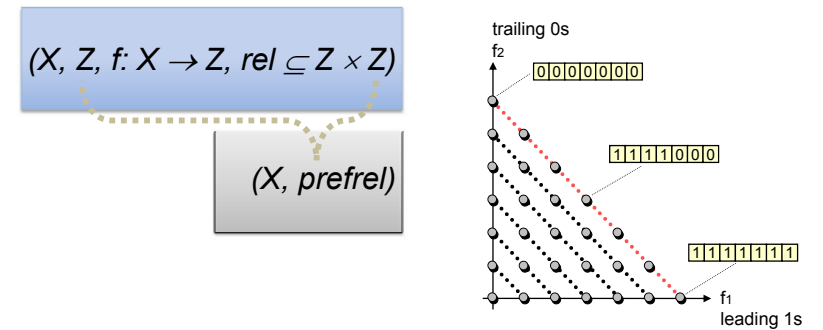 (X, Z, f: X → Z, rel ⊆ Z × Z)
(X, prefrel)
trailing 0s
f₂
0 0 0 0 0 0 0
1 1 1 1 0 0 0
1 1 1 1 1 1 1
f₁
leading 1s